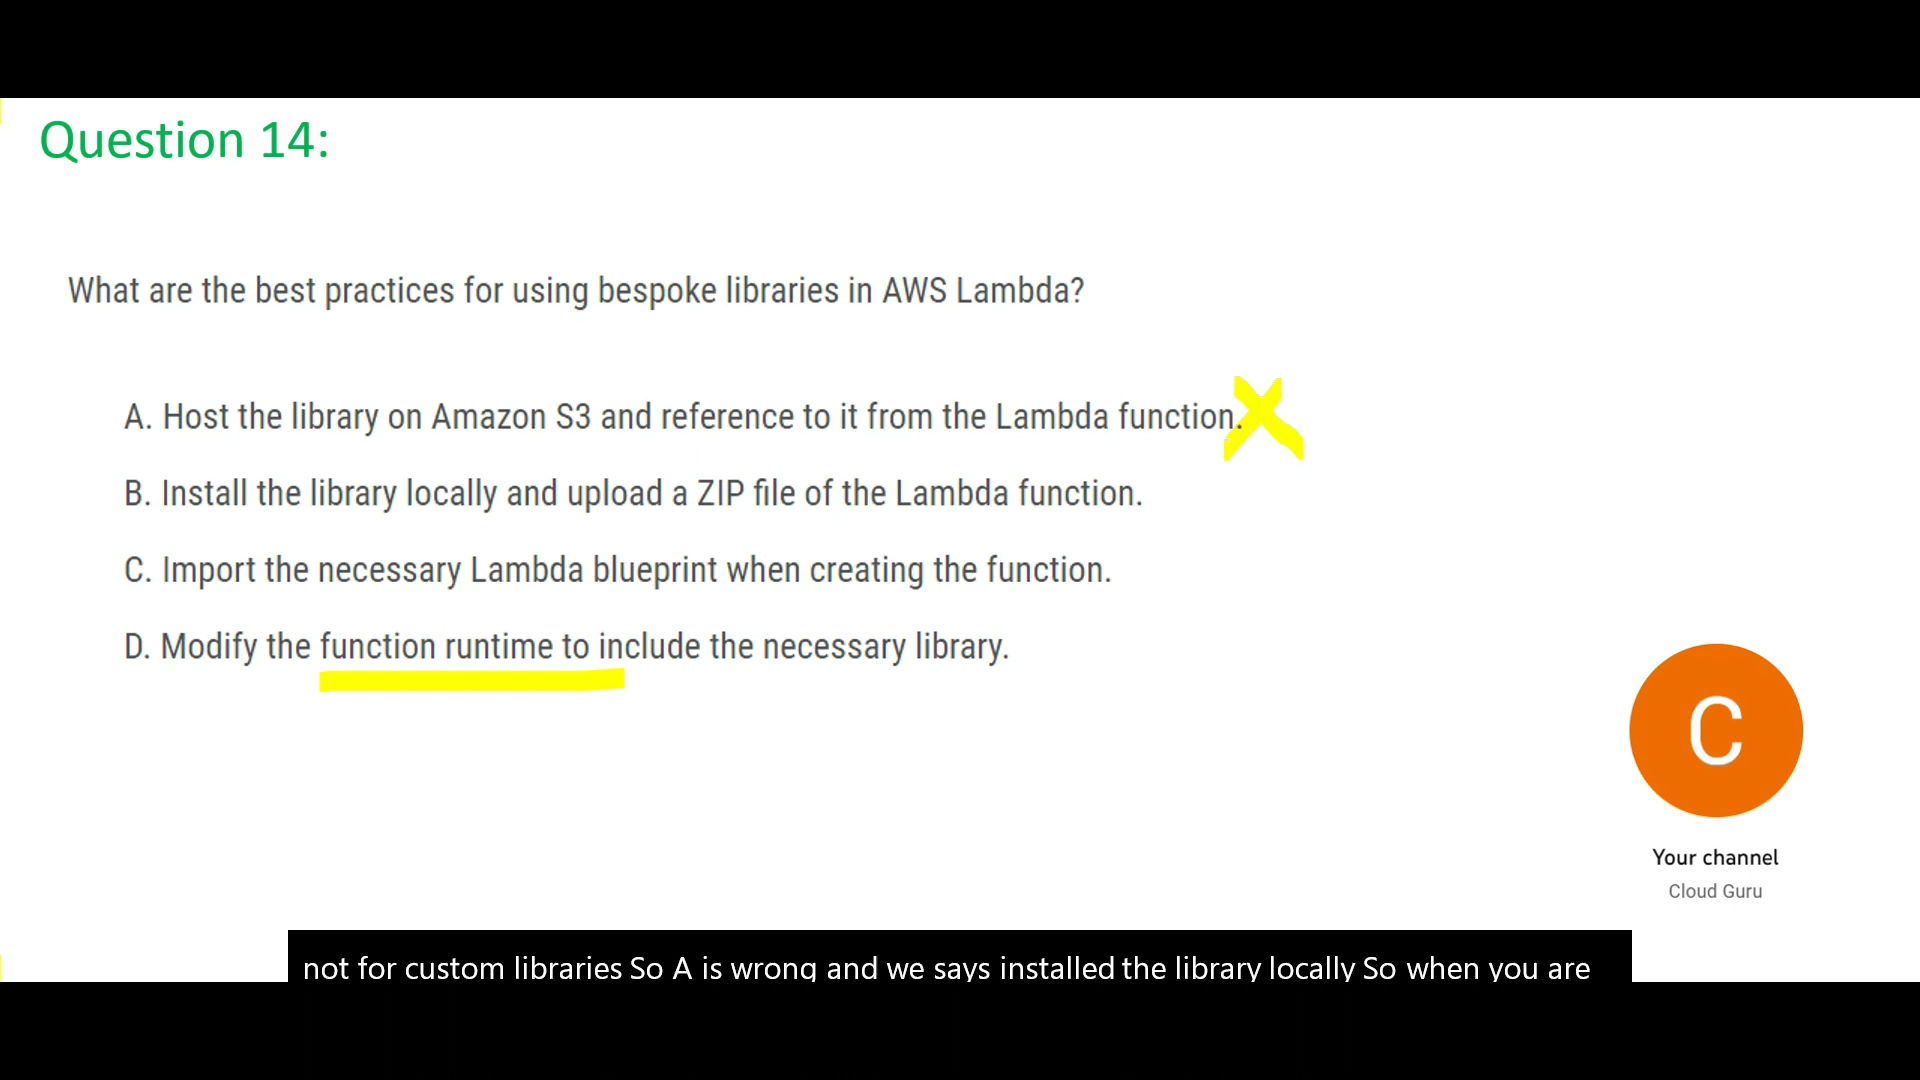 Question 14:
What are the best practices for using bespoke libraries in AWS Lambda?
A. Host the library on Amazon S3 and reference to it from the Lambda function.
B. Install the library locally and upload a ZIP file of the Lambda function.
C. Import the necessary Lambda blueprint when creating the function.
D. Modify the function runtime to include the necessary library.
C
Your channel
Cloud Guru
not for custom libraries So A is wrong and we says installed the library locally So when you are